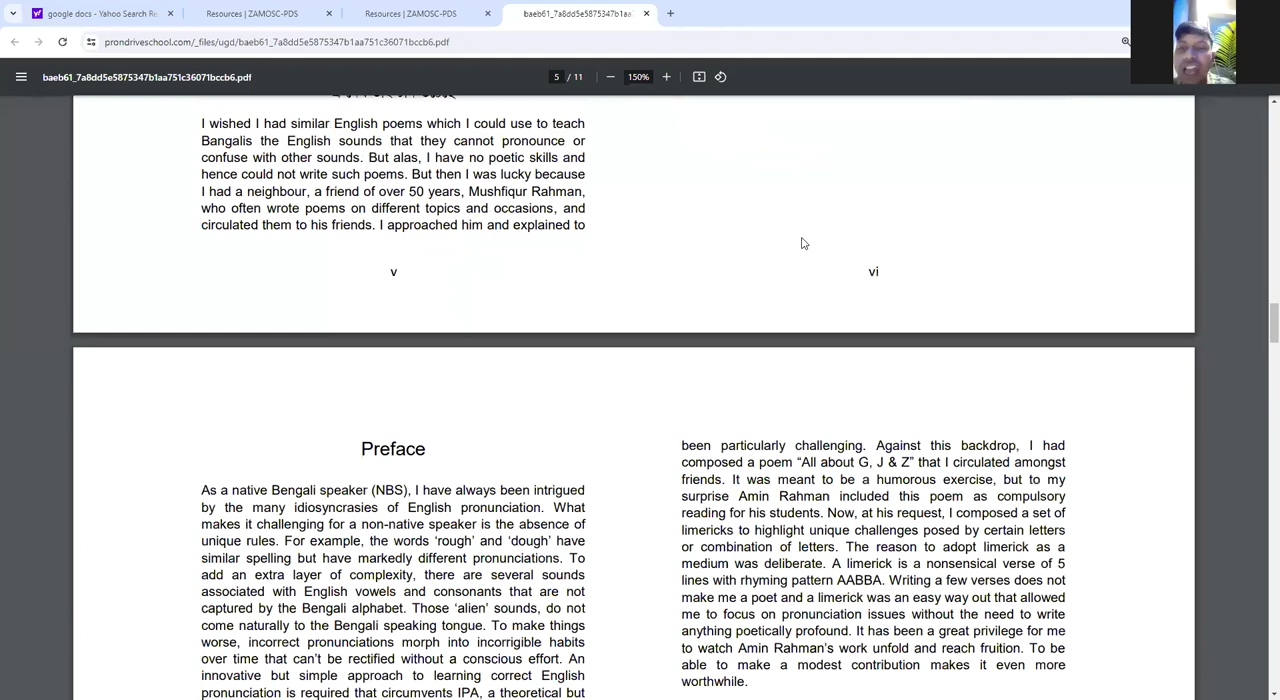 google docs - Yahoo Search Re
Resources | ZAMOSC-PDS
Resources | ZAMOSC-PDS
baeb61_7a8dd5e5875347b1aa7
prondriveschool.com/_files/ugd/baeb61_7a8dd5e5875347b1aa751c36071bccb6.pdf
baeb61_7a8dd5e5875347b1aa751c36071bccb6.pdf
5 / 11
150%
I wished I had similar English poems which I could use to teach
Bangalis the English sounds that they cannot pronounce or
confuse with other sounds. But alas, I have no poetic skills and
hence could not write such poems. But then I was lucky because
I had a neighbour, a friend of over 50 years, Mushfiqur Rahman,
who often wrote poems on different topics and occasions, and
circulated them to his friends. I approached him and explained to
v
vi
Preface
As a native Bengali speaker (NBS), I have always been intrigued
by the many idiosyncrasies of English pronunciation. What
makes it challenging for a non-native speaker is the absence of
unique rules. For example, the words ‘rough’ and ‘dough’ have
similar spelling but have markedly different pronunciations. To
add an extra layer of complexity, there are several sounds
associated with English vowels and consonants that are not
captured by the Bengali alphabet. Those ‘alien’ sounds, do not
come naturally to the Bengali speaking tongue. To make things
worse, incorrect pronunciations morph into incorrigible habits
over time that can’t be rectified without a conscious effort. An
innovative but simple approach to learning correct English
pronunciation is required that circumvents IPA, a theoretical but
been particularly challenging. Against this backdrop, I had
composed a poem “All about G, J & Z” that I circulated amongst
friends. It was meant to be a humorous exercise, but to my
surprise Amin Rahman included this poem as compulsory
reading for his students. Now, at his request, I composed a set of
limericks to highlight unique challenges posed by certain letters
or combination of letters. The reason to adopt limerick as a
medium was deliberate. A limerick is a nonsensical verse of 5
lines with rhyming pattern AABBA. Writing a few verses does not
make me a poet and a limerick was an easy way out that allowed
me to focus on pronunciation issues without the need to write
anything poetically profound. It has been a great privilege for me
to watch Amin Rahman’s work unfold and reach fruition. To be
able to make a modest contribution makes it even more
worthwhile.